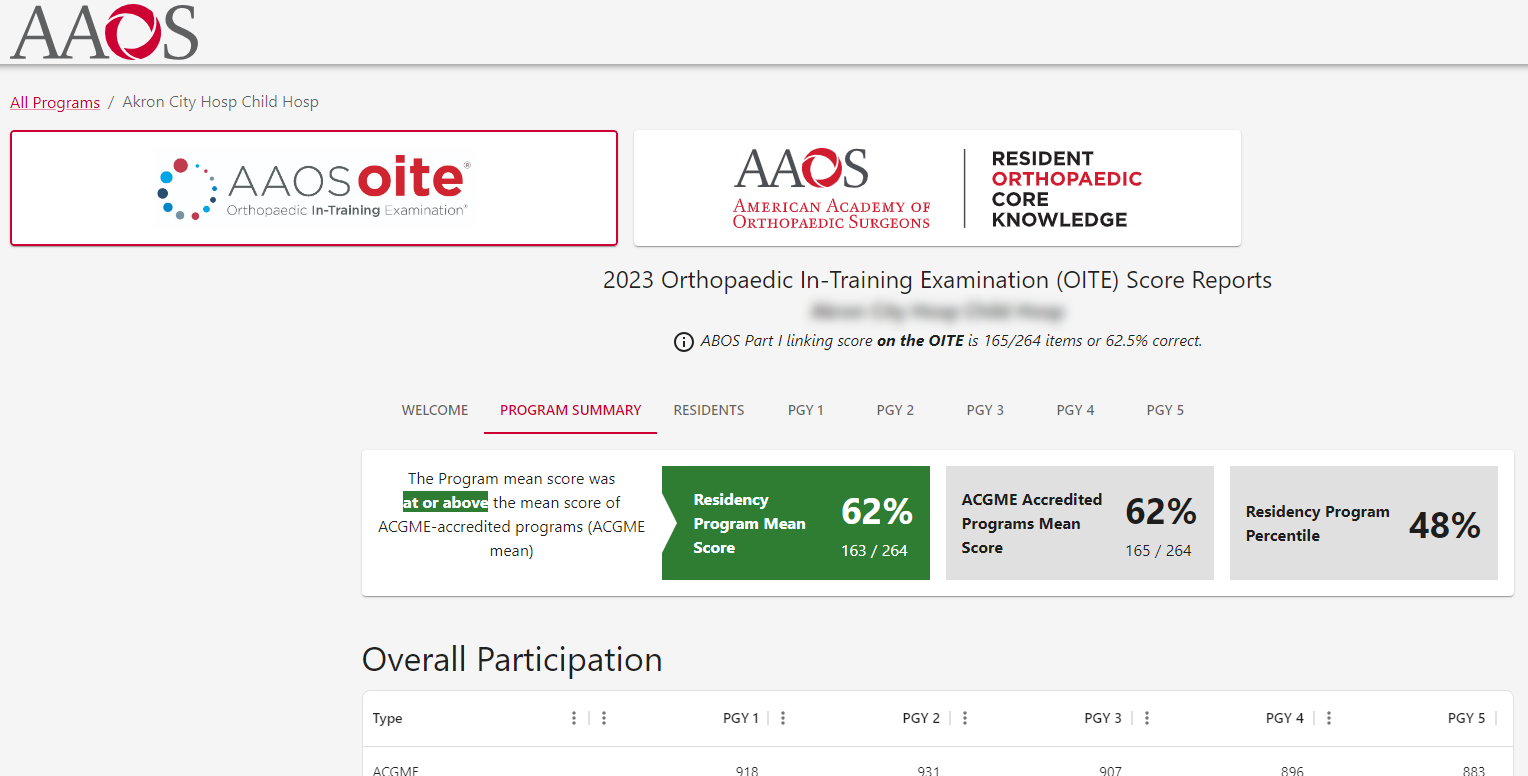 AAOS
All Programs / Akron City Hosp Child Hosp
AAOS oite®
Orthopaedic In-Training Examination®
AAOS
AMERICAN ACADEMY OF
ORTHOPAEDIC SURGEONS
RESIDENT
ORTHOPAEDIC
CORE
KNOWLEDGE
2023 Orthopaedic In-Training Examination (OITE) Score Reports
ABOS Part I linking score on the OITE is 165/264 items or 62.5% correct.
WELCOME PROGRAM SUMMARY RESIDENTS PGY 1 PGY 2 PGY 3 PGY 4 PGY 5
The Program mean score was
at or above the mean score of
ACGME-accredited programs (ACGME
mean)
Residency
Program Mean
Score
62%
163 / 264
ACGME Accredited
Programs Mean
Score
62%
165 / 264
Residency Program
Percentile
48%
Overall Participation
Type PGY 1 PGY 2 PGY 3 PGY 4 PGY 5
ACGME 918 931 907 896 883